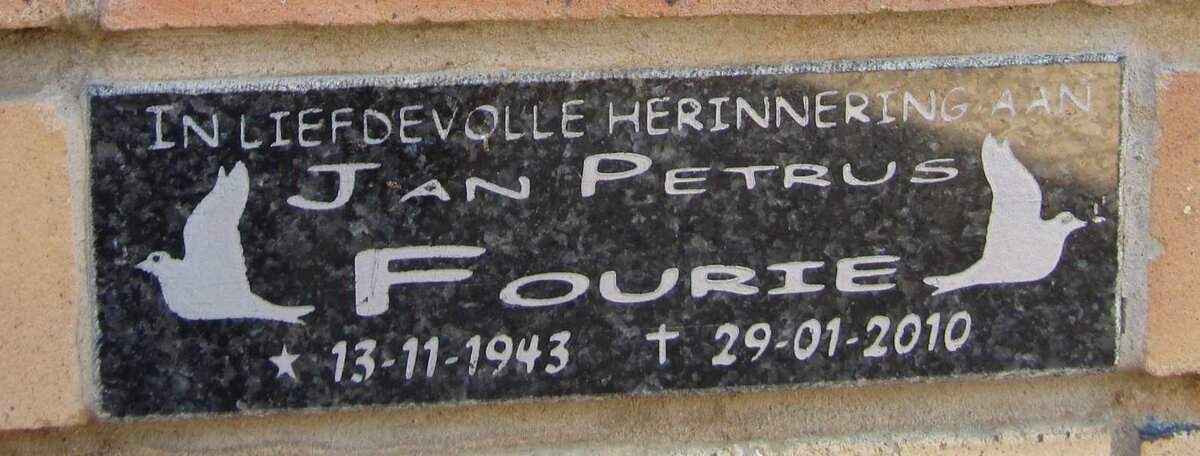 IN LIEFDEVOLLE HERINNERING AAN
JAN PETRUS
FOURIE
★ 13-11-1943 † 29-01-2010